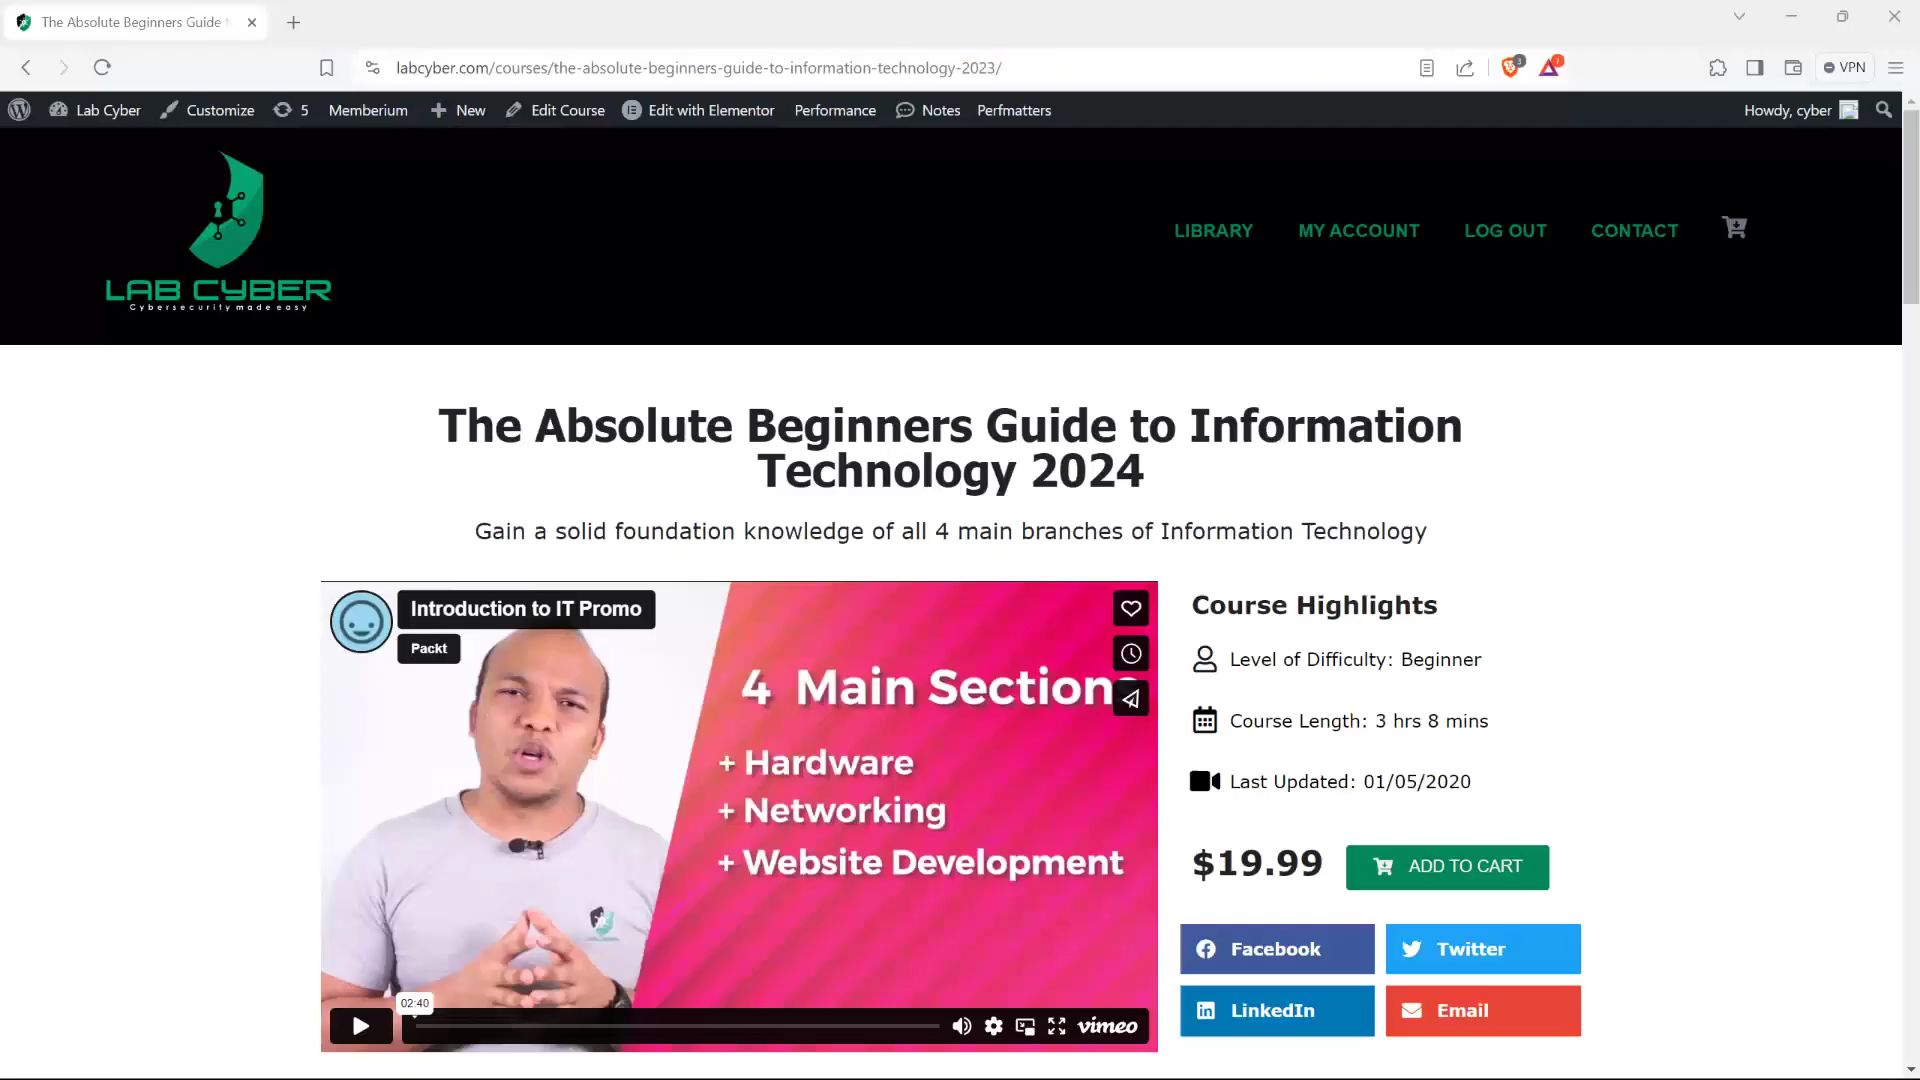 The Absolute Beginners Guide
labcyber.com/courses/the-absolute-beginners-guide-to-information-technology-2023/
3
7
VPN
Lab Cyber
Customize
5
Memberium
New
Edit Course
Edit with Elementor
Performance
Notes
Perfmatters
Howdy, cyber
LAB CYBER
Cybersecurity made easy
LIBRARY
MY ACCOUNT
LOG OUT
CONTACT
The Absolute Beginners Guide to Information
Technology 2024
Gain a solid foundation knowledge of all 4 main branches of Information Technology
Introduction to IT Promo
Packt
4 Main Section
+ Hardware
+ Networking
+ Website Development
02:40
vimeo
Course Highlights
Level of Difficulty: Beginner
Course Length: 3 hrs 8 mins
Last Updated: 01/05/2020
$19.99
ADD TO CART
Facebook
Twitter
LinkedIn
Email